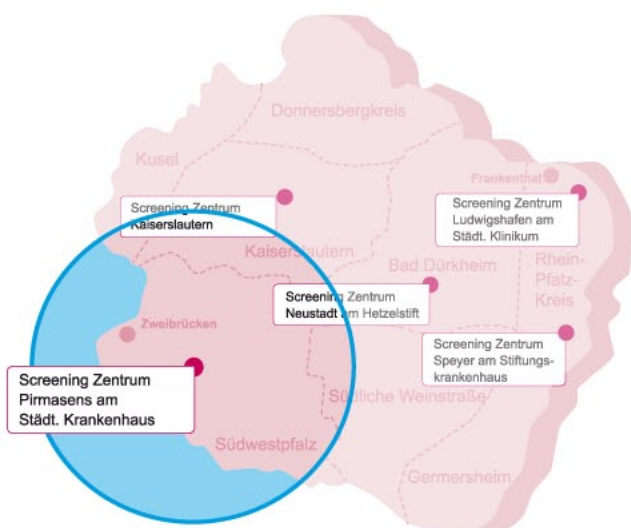 Donnersbergkreis
Kusel
Frankenthal
Screening Zentrum
Kaiserslautern
Screening Zentrum
Ludwigshafen am
Städt. Klinikum
Kaiserslautern
Bad Dürkheim
Rhein-
Pfalz-
Kreis
Screening Zentrum
Neustadt am Hetzelstift
Zweibrücken
Screening Zentrum
Speyer am Stiftungs-
krankenhaus
Screening Zentrum
Pirmasens am
Städt. Krankenhaus
Südliche Weinstraße
Südwestpfalz
Germersheim